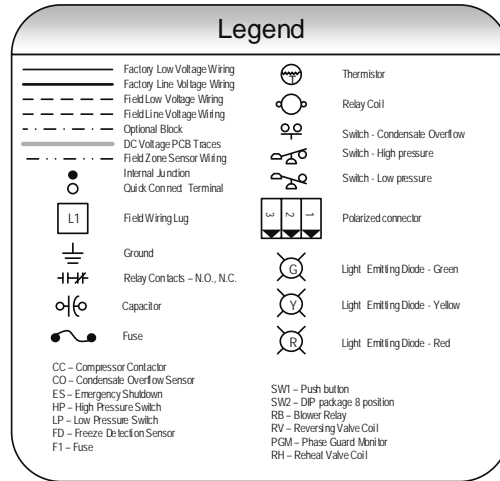 Legend
Factory Low Voltage Wiring
Factory Line Voltage Wiring
Field Low Voltage Wiring
Field Line Voltage Wiring
Optional Block
DC Voltage PCB Traces
Field Zone Sensor Wiring
Internal Junction
Quick Connect Terminal
L1
Field Wiring Lug
Ground
Relay Contacts – N.O., N.C.
Capacitor
Fuse
T
Thermistor
Relay Coil
Switch - Condensate Overflow
Switch - High pressure
Switch - Low pressure
3 2 1
Polarized connector
G
Light Emitting Diode - Green
Y
Light Emitting Diode - Yellow
R
Light Emitting Diode - Red
CC – Compressor Contactor
CO – Condensate Overflow Sensor
ES – Emergency Shutdown
HP – High Pressure Switch
LP – Low Pressure Switch
FD – Freeze Detection Sensor
F1 – Fuse
SW1 – Push button
SW2 – DIP package 8 position
RB – Blower Relay
RV – Reversing Valve Coil
PGM – Phase Guard Monitor
RH – Reheat Valve Coil